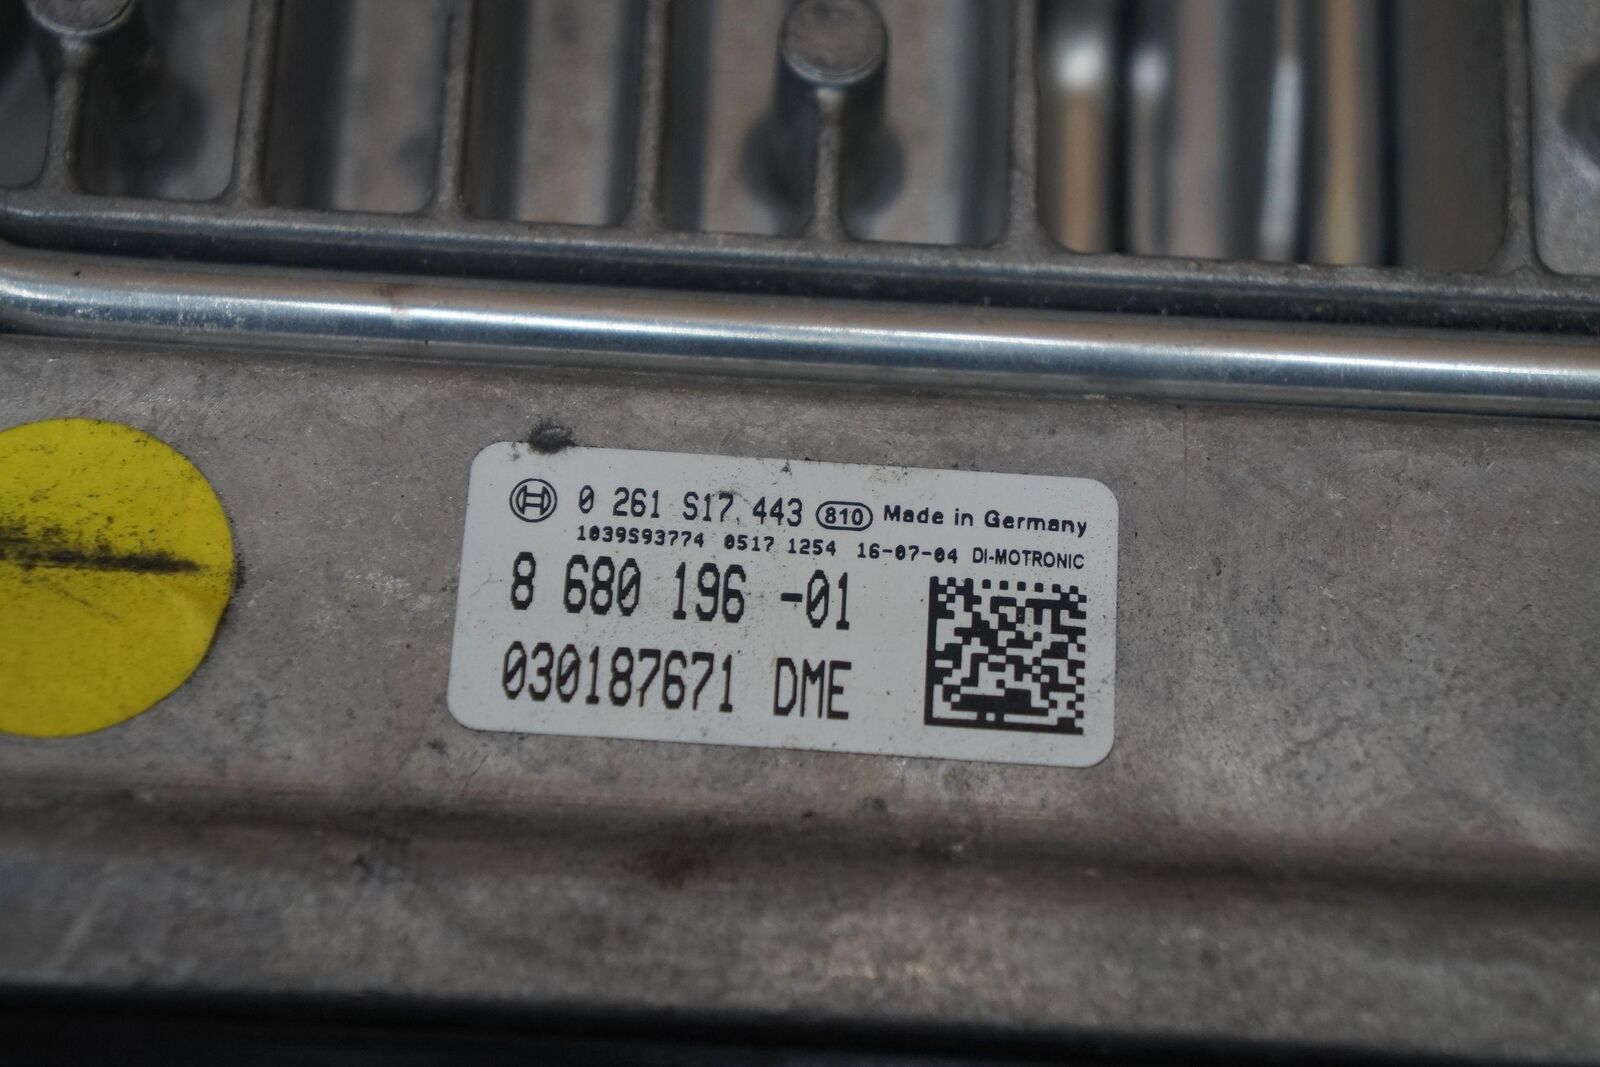 0 261 S17 443 810 Made in Germany
1039S93774 0517 1254 16-07-04 DI-MOTRONIC
8 680 196 -01
030187671 DME